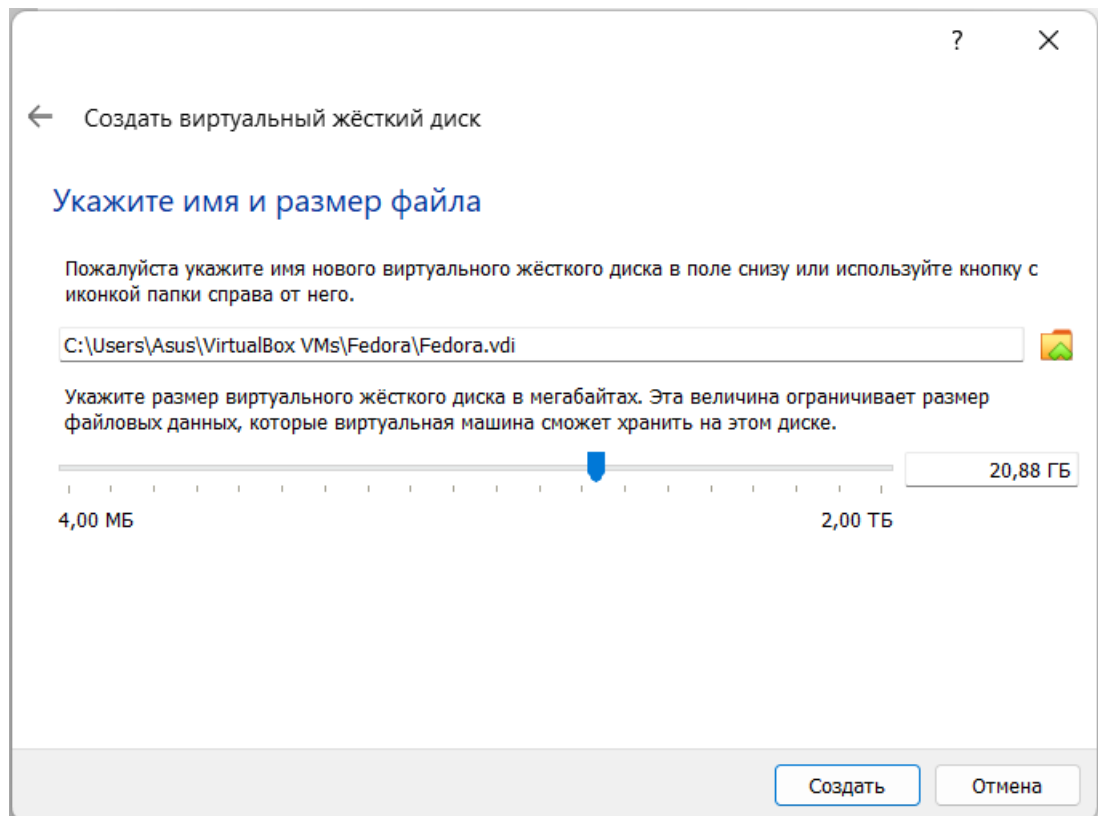 ?
Создать виртуальный жёсткий диск
Укажите имя и размер файла
Пожалуйста укажите имя нового виртуального жёсткого диска в поле снизу или используйте кнопку с
иконкой папки справа от него.
C:\Users\Asus\VirtualBox VMs\Fedora\Fedora.vdi
Укажите размер виртуального жёсткого диска в мегабайтах. Эта величина ограничивает размер
файловых данных, которые виртуальная машина сможет хранить на этом диске.
20,88 ГБ
4,00 МБ 2,00 ТБ
Создать Отмена